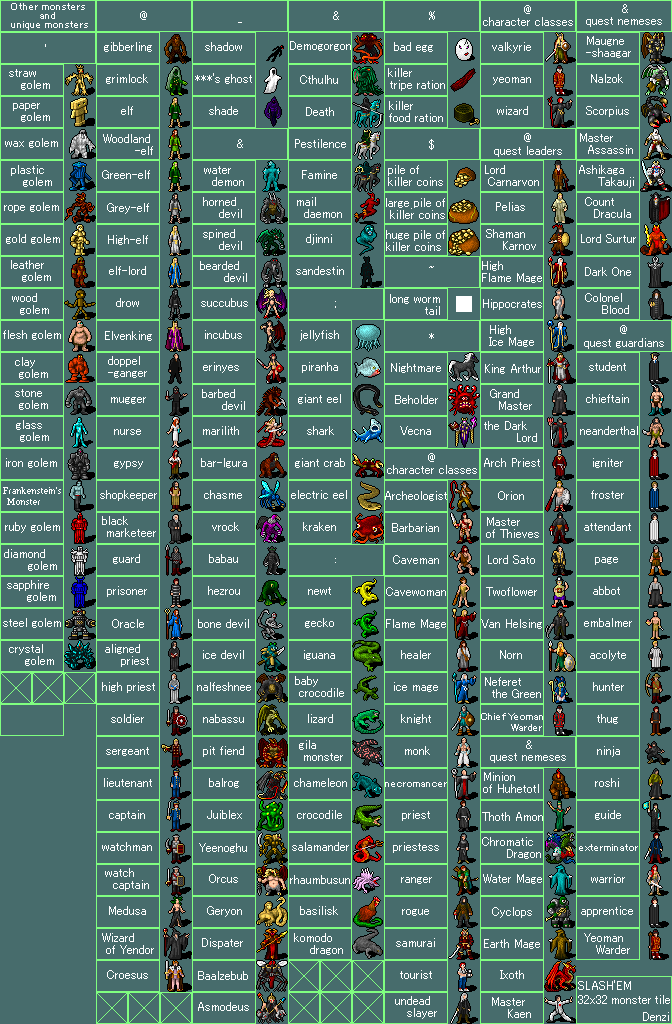 Other monsters
and
unique monsters
'
straw
golem
paper
golem
wax golem
plastic
golem
rope golem
gold golem
leather
golem
wood
golem
flesh golem
clay
golem
stone
golem
glass
golem
iron golem
Frankenstein's
Monster
ruby golem
diamond
golem
sapphire
golem
steel golem
crystal
golem
@
gibberling
grimlock
elf
Woodland
-elf
Green-elf
Grey-elf
High-elf
elf-lord
drow
Elvenking
doppel
-ganger
mugger
nurse
gypsy
shopkeeper
black
marketeer
guard
prisoner
Oracle
aligned
priest
high priest
soldier
sergeant
lieutenant
captain
watchman
watch
captain
Medusa
Wizard
of Yendor
Croesus
_
shadow
***'s ghost
shade
&
water
demon
horned
devil
spined
devil
bearded
devil
succubus
incubus
erinyes
barbed
devil
marilith
bar-lgura
chasme
vrock
babau
hezrou
bone devil
ice devil
nalfeshnee
nabassu
pit fiend
balrog
Juiblex
Yeenoghu
Orcus
Geryon
Dispater
Baalzebub
Asmodeus
&
Demogorgon
Cthulhu
Death
Pestilence
Famine
mail
daemon
djinni
sandestin
;
jellyfish
piranha
giant eel
shark
giant crab
electric eel
kraken
:
newt
gecko
iguana
baby
crocodile
lizard
gila
monster
chameleon
crocodile
salamander
rhaumbusun
basilisk
komodo
dragon
%
bad egg
killer
tripe ration
killer
food ration
$
pile of
killer coins
large pile of
killer coins
huge pile of
killer coins
~
long worm
tail
*
Nightmare
Beholder
Vecna
@
character classes
Archeologist
Barbarian
Caveman
Cavewoman
Flame Mage
healer
ice mage
knight
monk
necromancer
priest
priestess
ranger
rogue
samurai
tourist
undead
slayer
@
character classes
valkyrie
yeoman
wizard
@
quest leaders
Lord
Carnarvon
Pelias
Shaman
Karnov
High
Flame Mage
Hippocrates
High
Ice Mage
King Arthur
Grand
Master
the Dark
Lord
Arch Priest
Orion
Master
of Thieves
Lord Sato
Twoflower
Van Helsing
Norn
Neferet
the Green
Chief Yeoman
Warder
&
quest nemeses
Minion
of Huhetotl
Thoth Amon
Chromatic
Dragon
Water Mage
Cyclops
Earth Mage
Ixoth
Master
Kaen
&
quest nemeses
Maugne
-shaagar
Nalzok
Scorpius
Master
Assassin
Ashikaga
Takauji
Count
Dracula
Lord Surtur
Dark One
Colonel
Blood
@
quest guardians
student
chieftain
neanderthal
igniter
froster
attendant
page
abbot
embalmer
acolyte
hunter
thug
ninja
roshi
guide
exterminator
warrior
apprentice
Yeoman
Warder
SLASH'EM
32x32 monster tile
Denzi